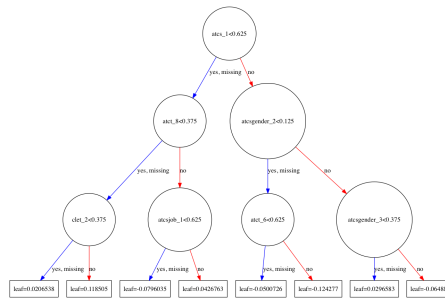 atcs_1<0.625
yes, missing
no
atct_8<0.375
atcsgender_2<0.125
yes, missing
no
yes, missing
no
clet_2<0.375
atcsjob_1<0.625
atct_6<0.625
atcsgender_3<0.375
yes, missing
no
yes, missing
no
yes, missing
no
yes, missing
no
leaf=0.0206538
leaf=0.118505
leaf=-0.0796035
leaf=0.0426763
leaf=-0.0500726
leaf=-0.124277
leaf=0.0296583